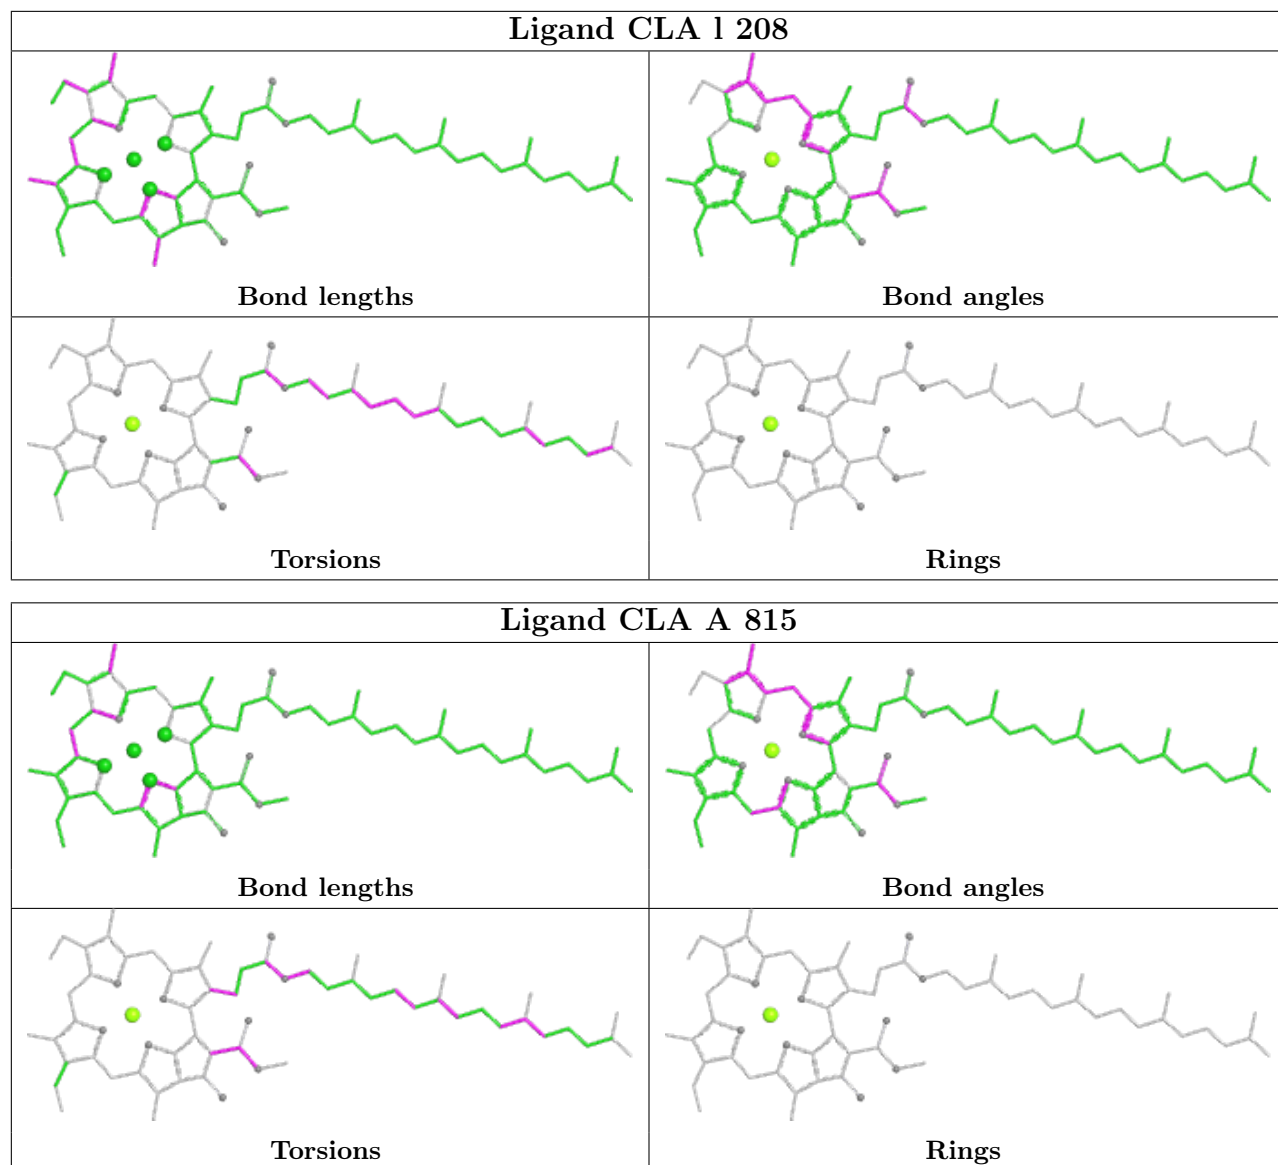 Ligand CLA l 208
Bond lengths
Bond angles
Torsions
Rings
Ligand CLA A 815
Bond lengths
Bond angles
Torsions
Rings